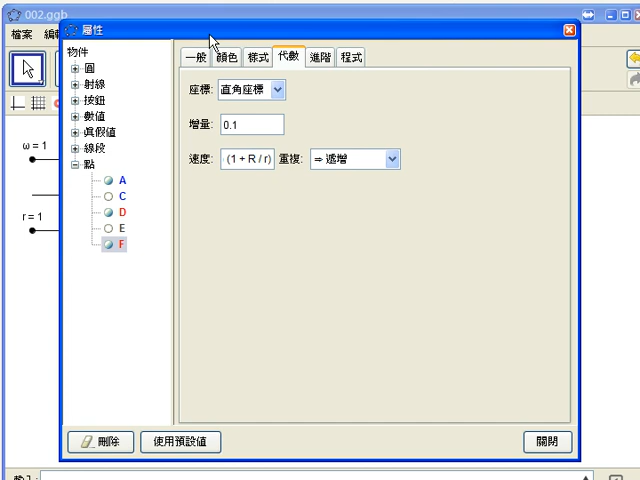 002.ggb
屬性
檔案
物件
圓
射線
按鈕
數值
真假值
線段
點
A
C
D
E
F
一般 顏色 樣式 代數 進階 程式
座標: 直角座標
增量: 0.1
速度: (1 + R / r) 重複: ⇒ 遞增
ω = 1
r = 1
刪除 使用預設值 關閉